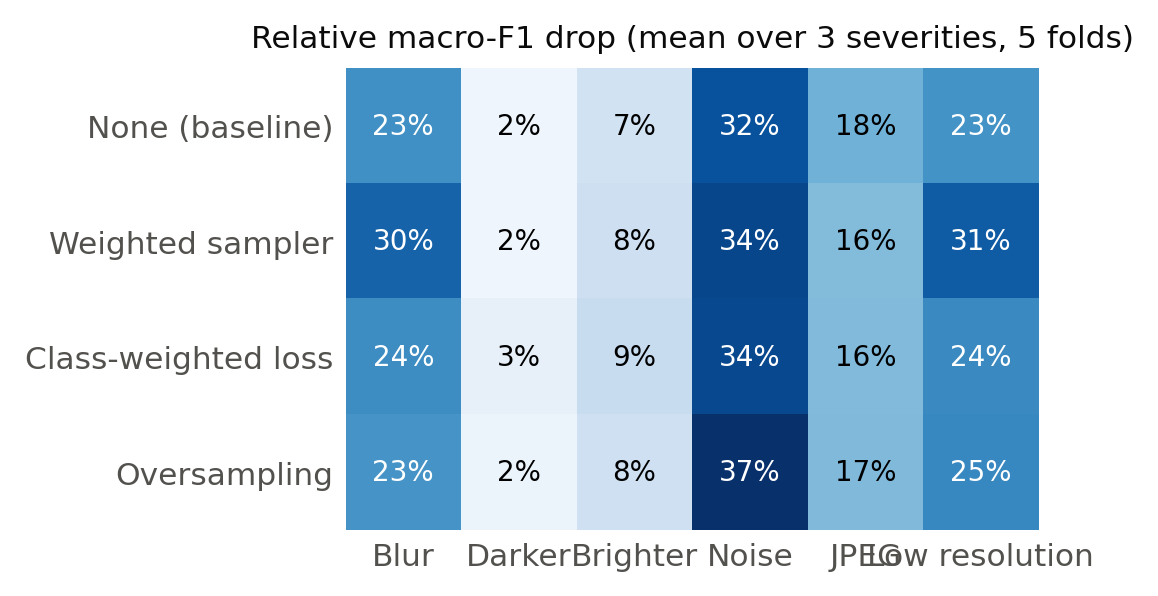 Relative macro-F1 drop (mean over 3 severities, 5 folds)
None (baseline) 23% 2% 7% 32% 18% 23%
Weighted sampler 30% 2% 8% 34% 16% 31%
Class-weighted loss 24% 3% 9% 34% 16% 24%
Oversampling 23% 2% 8% 37% 17% 25%
Blur Darker Brighter Noise JPEG Low resolution